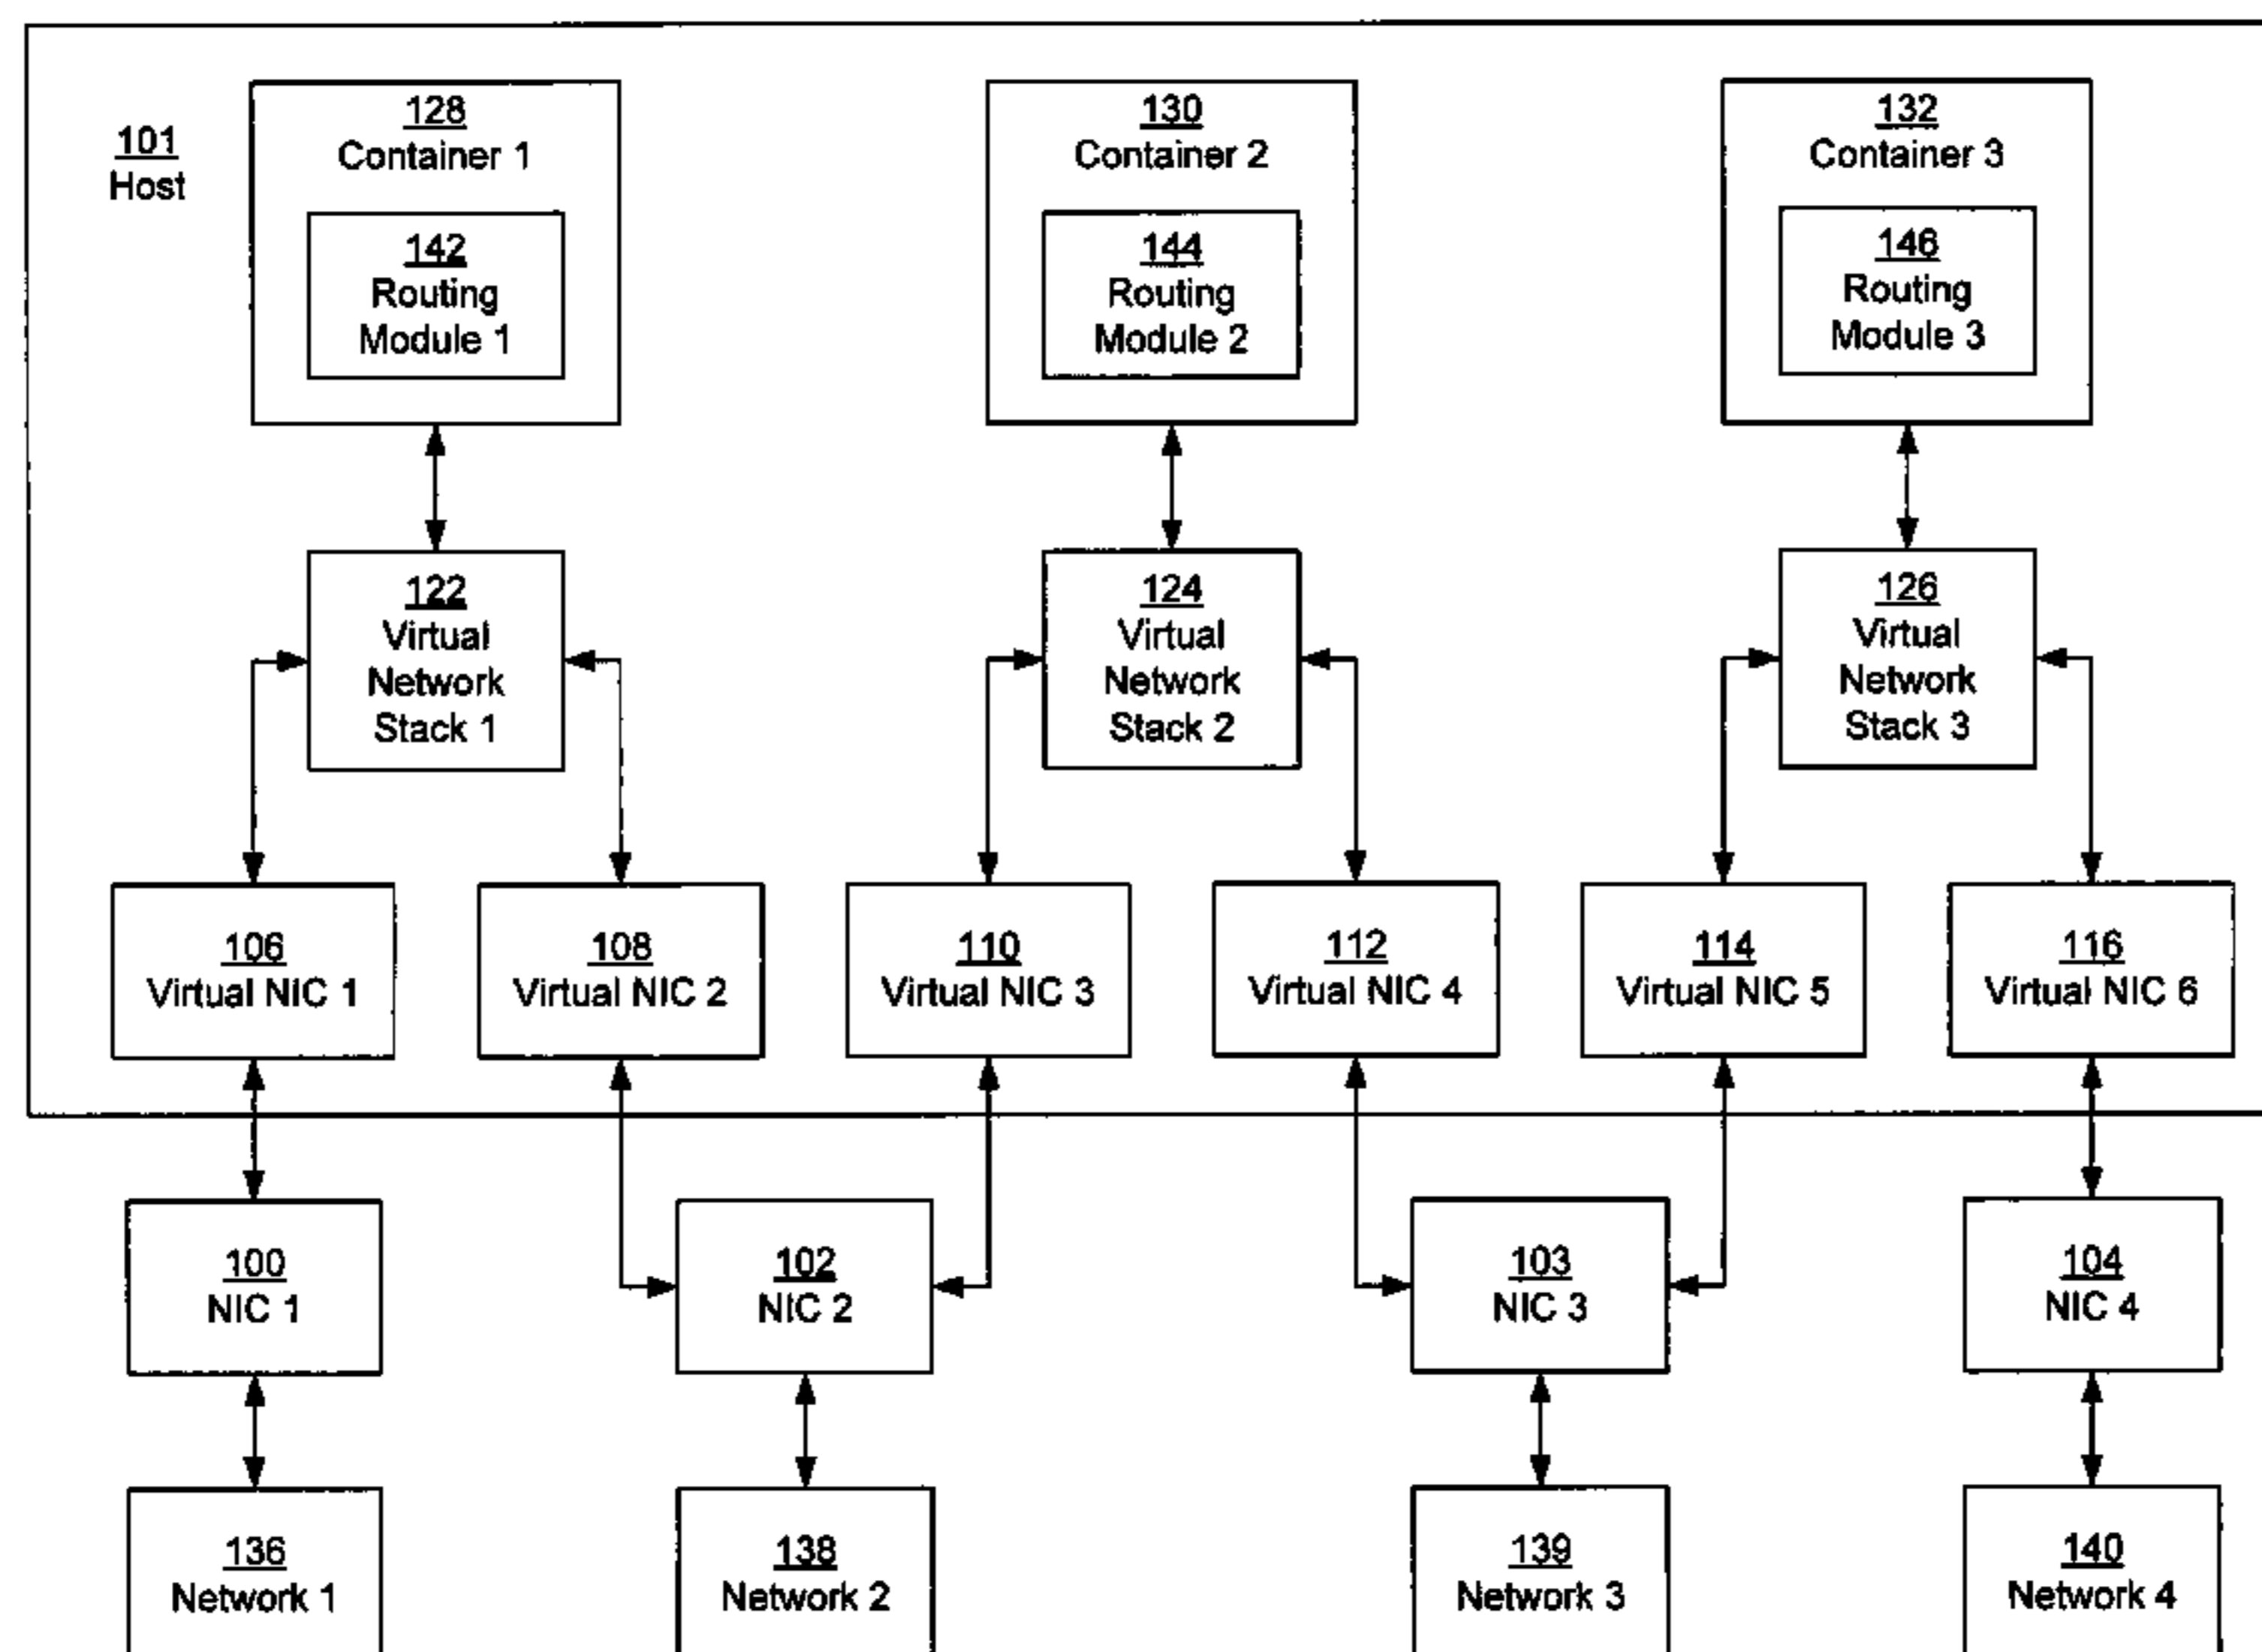 101
Host
128
Container 1
142
Routing
Module 1
130
Container 2
144
Routing
Module 2
132
Container 3
146
Routing
Module 3
122
Virtual
Network
Stack 1
124
Virtual
Network
Stack 2
126
Virtual
Network
Stack 3
106
Virtual NIC 1
108
Virtual NIC 2
110
Virtual NIC 3
112
Virtual NIC 4
114
Virtual NIC 5
116
Virtual NIC 6
100
NIC 1
102
NIC 2
103
NIC 3
104
NIC 4
136
Network 1
138
Network 2
139
Network 3
140
Network 4